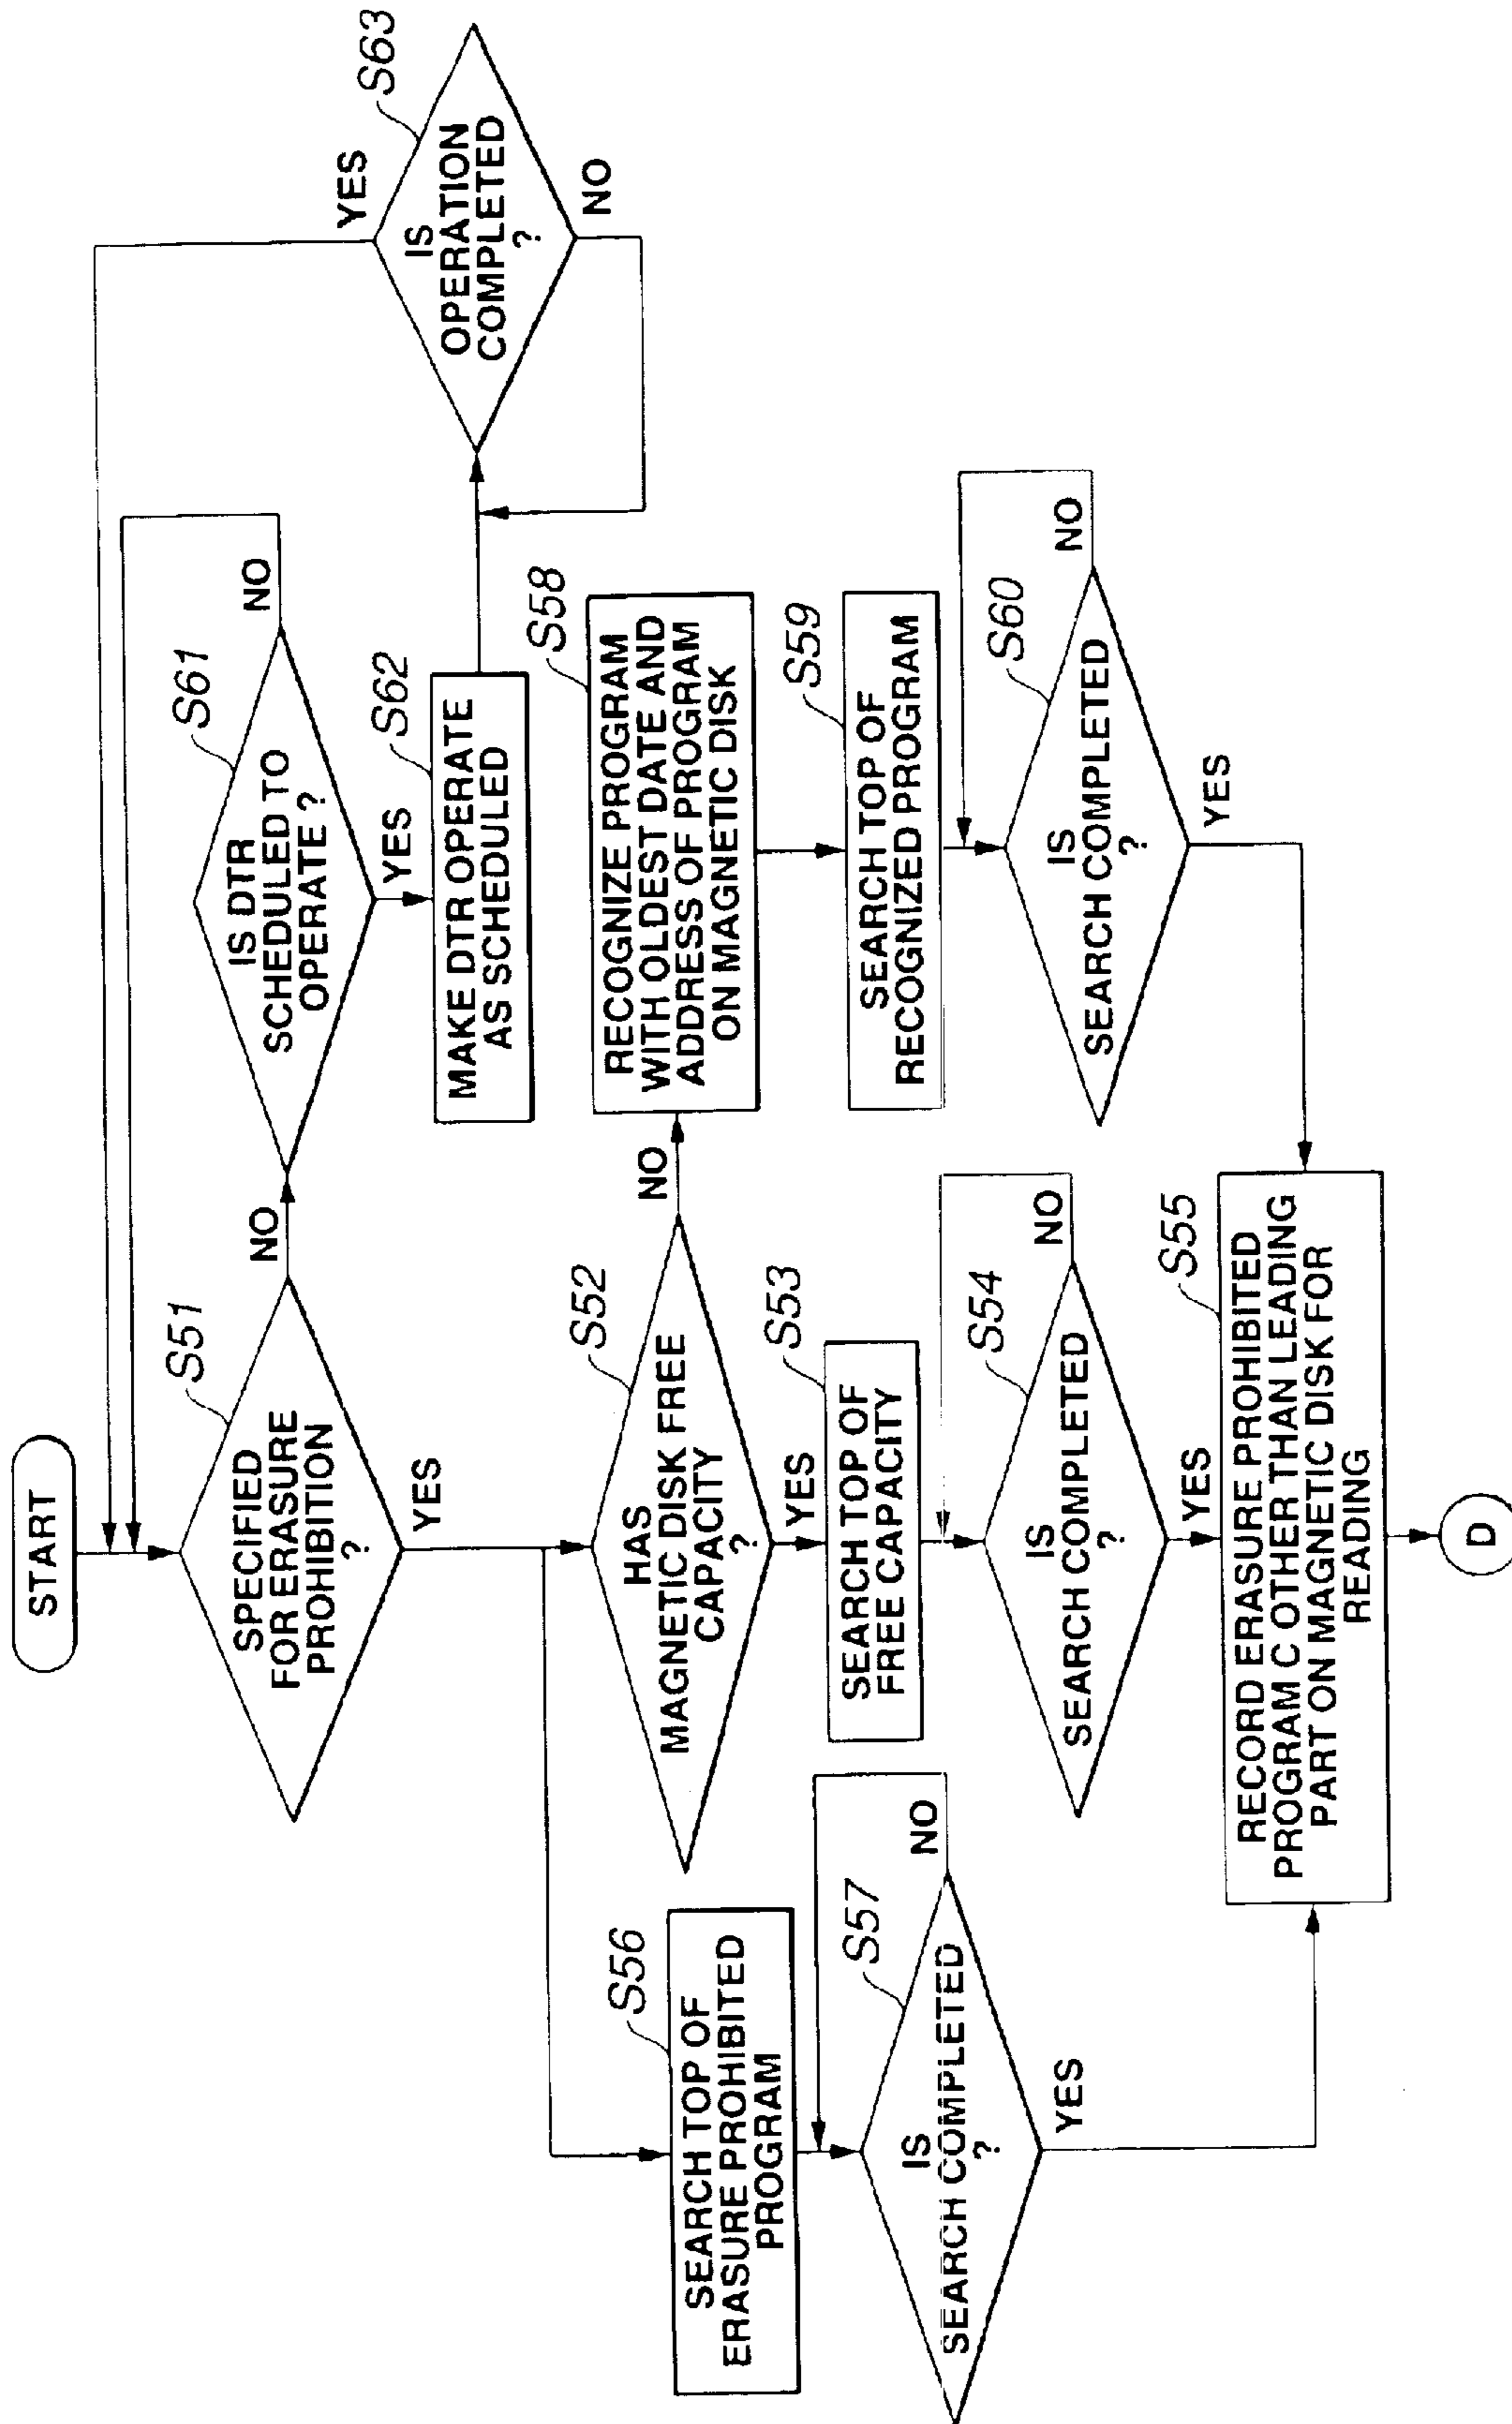 START
S51
SPECIFIED
FOR ERASURE
PROHIBITION
?
NO
YES
S61
IS DTR
SCHEDULED TO
OPERATE ?
NO
YES
S62
MAKE DTR OPERATE
AS SCHEDULED
S63
IS
OPERATION
COMPLETED
?
YES
NO
S52
HAS
MAGNETIC DISK FREE
CAPACITY
?
NO
YES
S53
SEARCH TOP OF
FREE CAPACITY
S54
IS
SEARCH COMPLETED
?
NO
YES
S55
RECORD ERASURE PROHIBITED
PROGRAM C OTHER THAN LEADING
PART ON MAGNETIC DISK FOR
READING
D
S56
SEARCH TOP OF
ERASURE PROHIBITED
PROGRAM
S57
IS
SEARCH COMPLETED
?
NO
YES
S58
RECOGNIZE PROGRAM
WITH OLDEST DATE AND
ADDRESS OF PROGRAM
ON MAGNETIC DISK
S59
SEARCH TOP OF
RECOGNIZED PROGRAM
S60
IS
SEARCH COMPLETED
?
NO
YES